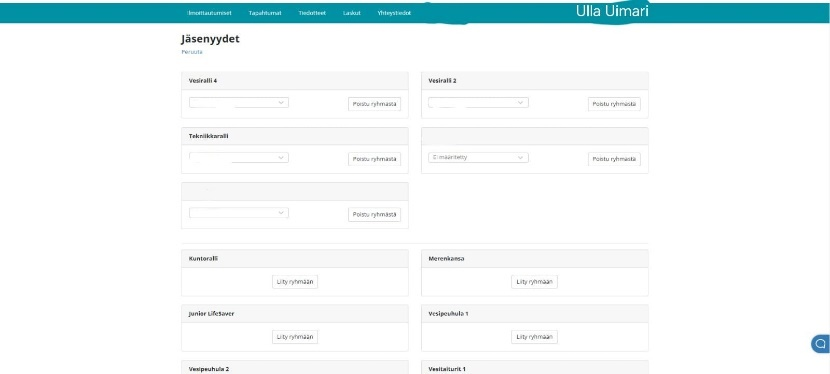 Ilmoittautumiset Tapahtumat Tiedotteet Laskut Yhteystiedot Ulla Uimari
Jäsenyydet
Peruuta
Vesiralli 4 Vesiralli 2
Poistu ryhmästä Poistu ryhmästä
Tekniikkaralli
Poistu ryhmästä Ei määritetty Poistu ryhmästä
Poistu ryhmästä
Kuntoralli Merenkansa
Liity ryhmään Liity ryhmään
Junior LifeSaver Vesipeuhula 1
Liity ryhmään Liity ryhmään
Vesipeuhula 2 Vesitaiturit 1